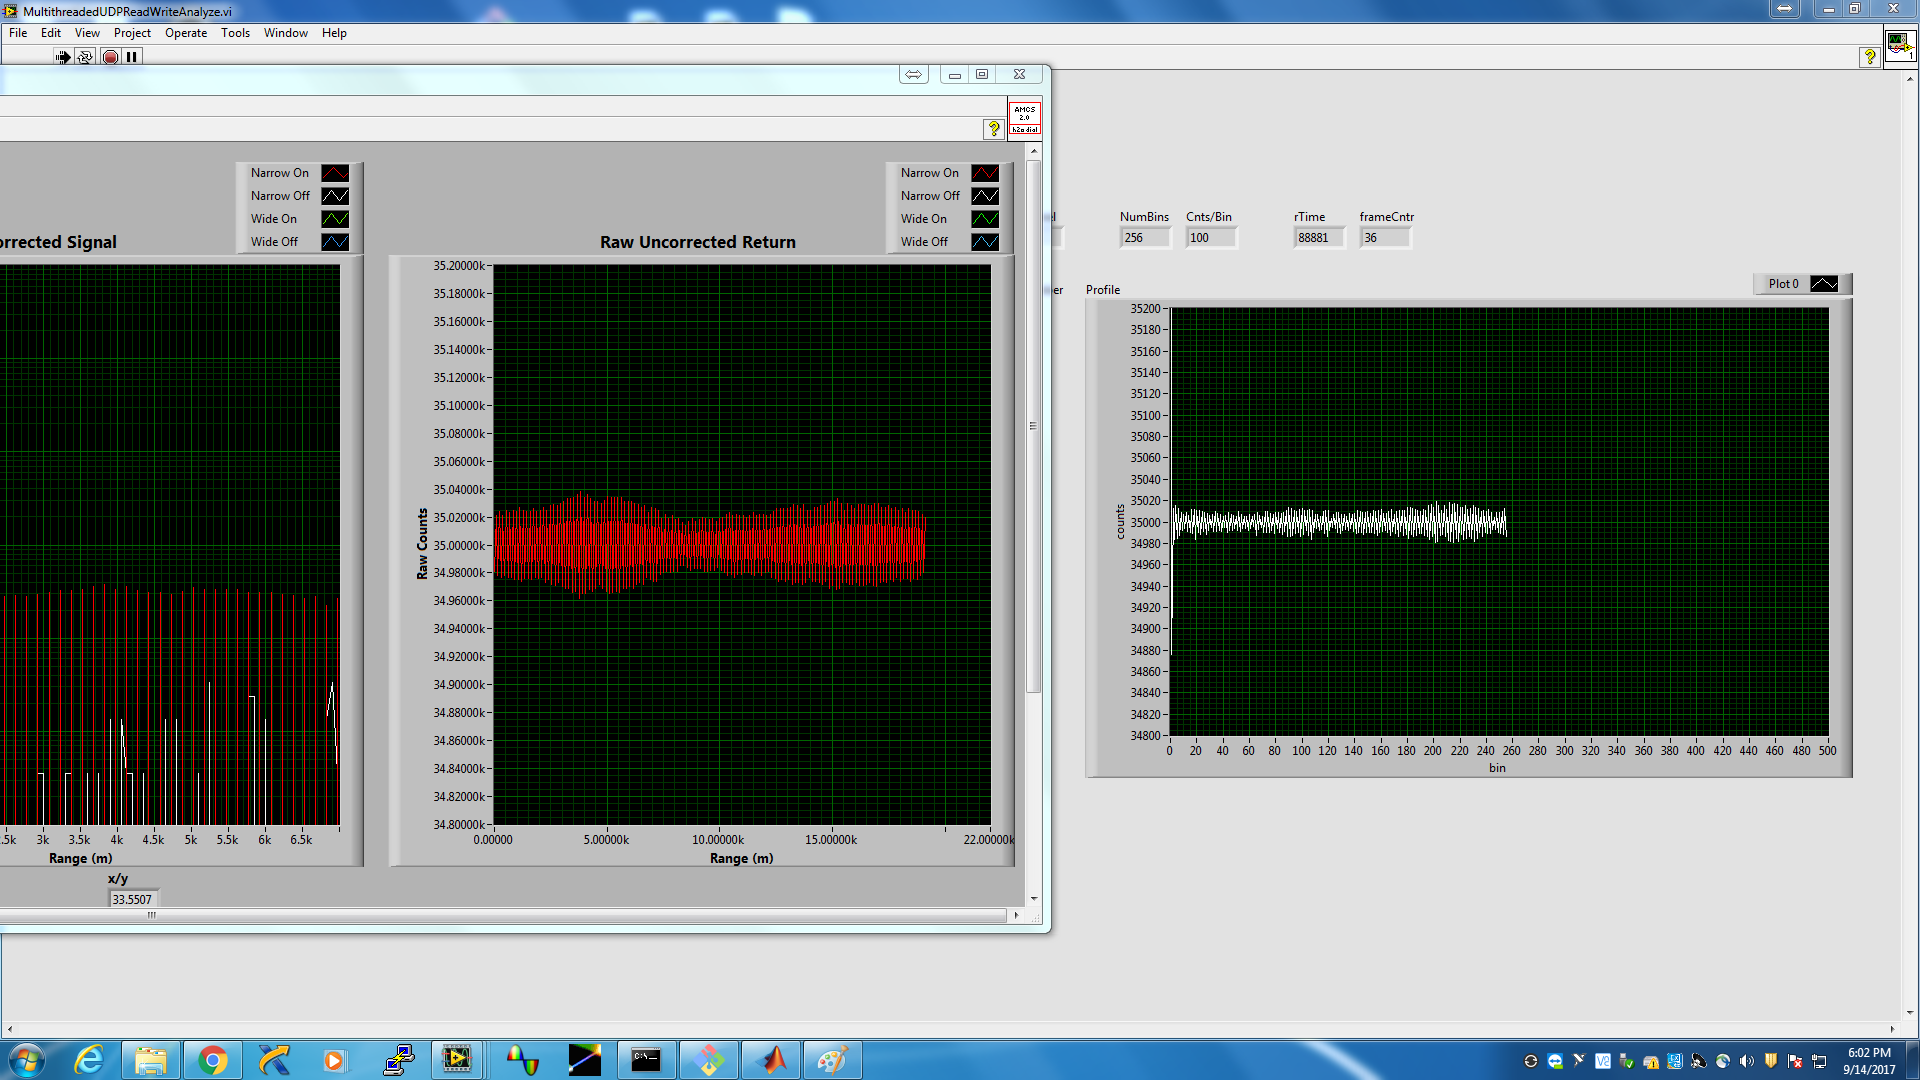 MultithreadedUDPReadWriteAnalyze.vi
File Edit View Project Operate Tools Window Help
AMCS
2.0
h2o dial
Narrow On
Narrow Off
Wide On
Wide Off
orrected Signal
.5k 3k 3.5k 4k 4.5k 5k 5.5k 6k 6.5k
Range (m)
x/y
33.5507
Narrow On
Narrow Off
Wide On
Wide Off
Raw Uncorrected Return
35.20000k
35.18000k
35.16000k
35.14000k
35.12000k
35.10000k
35.08000k
35.06000k
35.04000k
35.02000k
35.00000k
34.98000k
34.96000k
34.94000k
34.92000k
34.90000k
34.88000k
34.86000k
34.84000k
34.82000k
34.80000k
Raw Counts
0.00000 5.00000k 10.00000k 15.00000k 22.00000k
Range (m)
el NumBins Cnts/Bin rTime frameCntr
256 100 88881 36
er Profile
Plot 0
35200
35180
35160
35140
35120
35100
35080
35060
35040
35020
35000
34980
34960
34940
34920
34900
34880
34860
34840
34820
34800
counts
0 20 40 60 80 100 120 140 160 180 200 220 240 260 280 300 320 340 360 380 400 420 440 460 480 500
bin
C:\
6:02 PM
9/14/2017